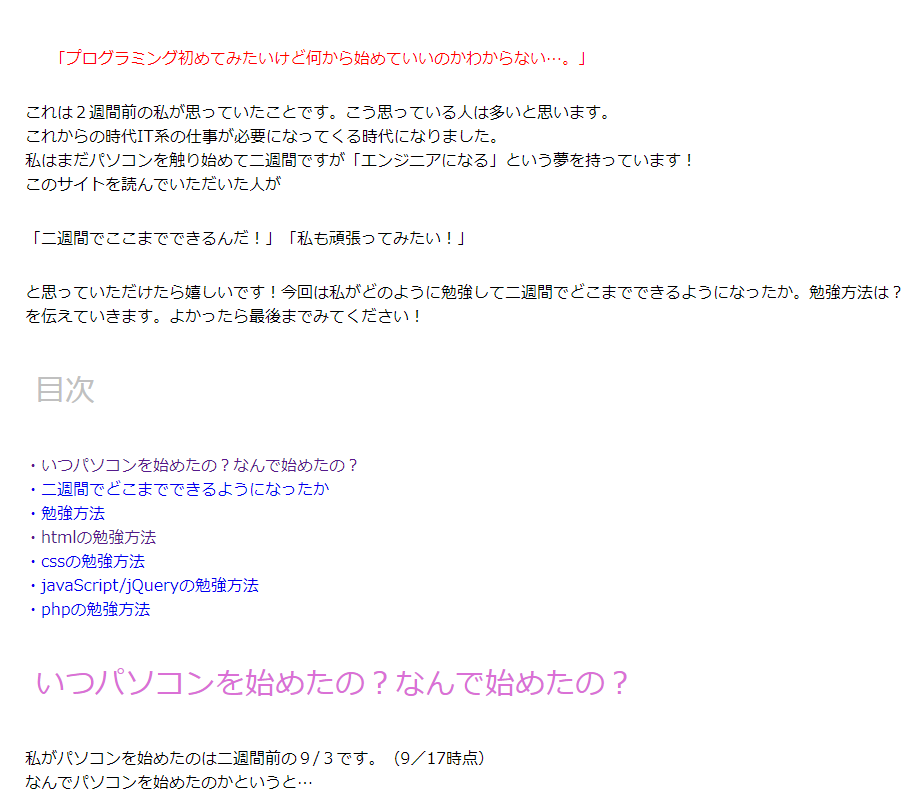 「プログラミング初めてみたいけど何から始めていいのかわからない…。」
これは２週間前の私が思っていたことです。こう思っている人は多いと思います。
これからの時代IT系の仕事が必要になってくる時代になりました。
私はまだパソコンを触り始めて二週間ですが「エンジニアになる」という夢を持っています！
このサイトを読んでいただいた人が
「二週間でここまでできるんだ！」「私も頑張ってみたい！」
と思っていただけたら嬉しいです！今回は私がどのように勉強して二週間でどこまでできるようになったか。勉強方法は？
を伝えていきます。よかったら最後までみてください！
目次
・いつパソコンを始めたの？なんで始めたの？
・二週間でどこまでできるようになったか
・勉強方法
・htmlの勉強方法
・cssの勉強方法
・javaScript/jQueryの勉強方法
・phpの勉強方法
いつパソコンを始めたの？なんで始めたの？
私がパソコンを始めたのは二週間前の９/３です。（9／17時点）
なんでパソコンを始めたのかというと…